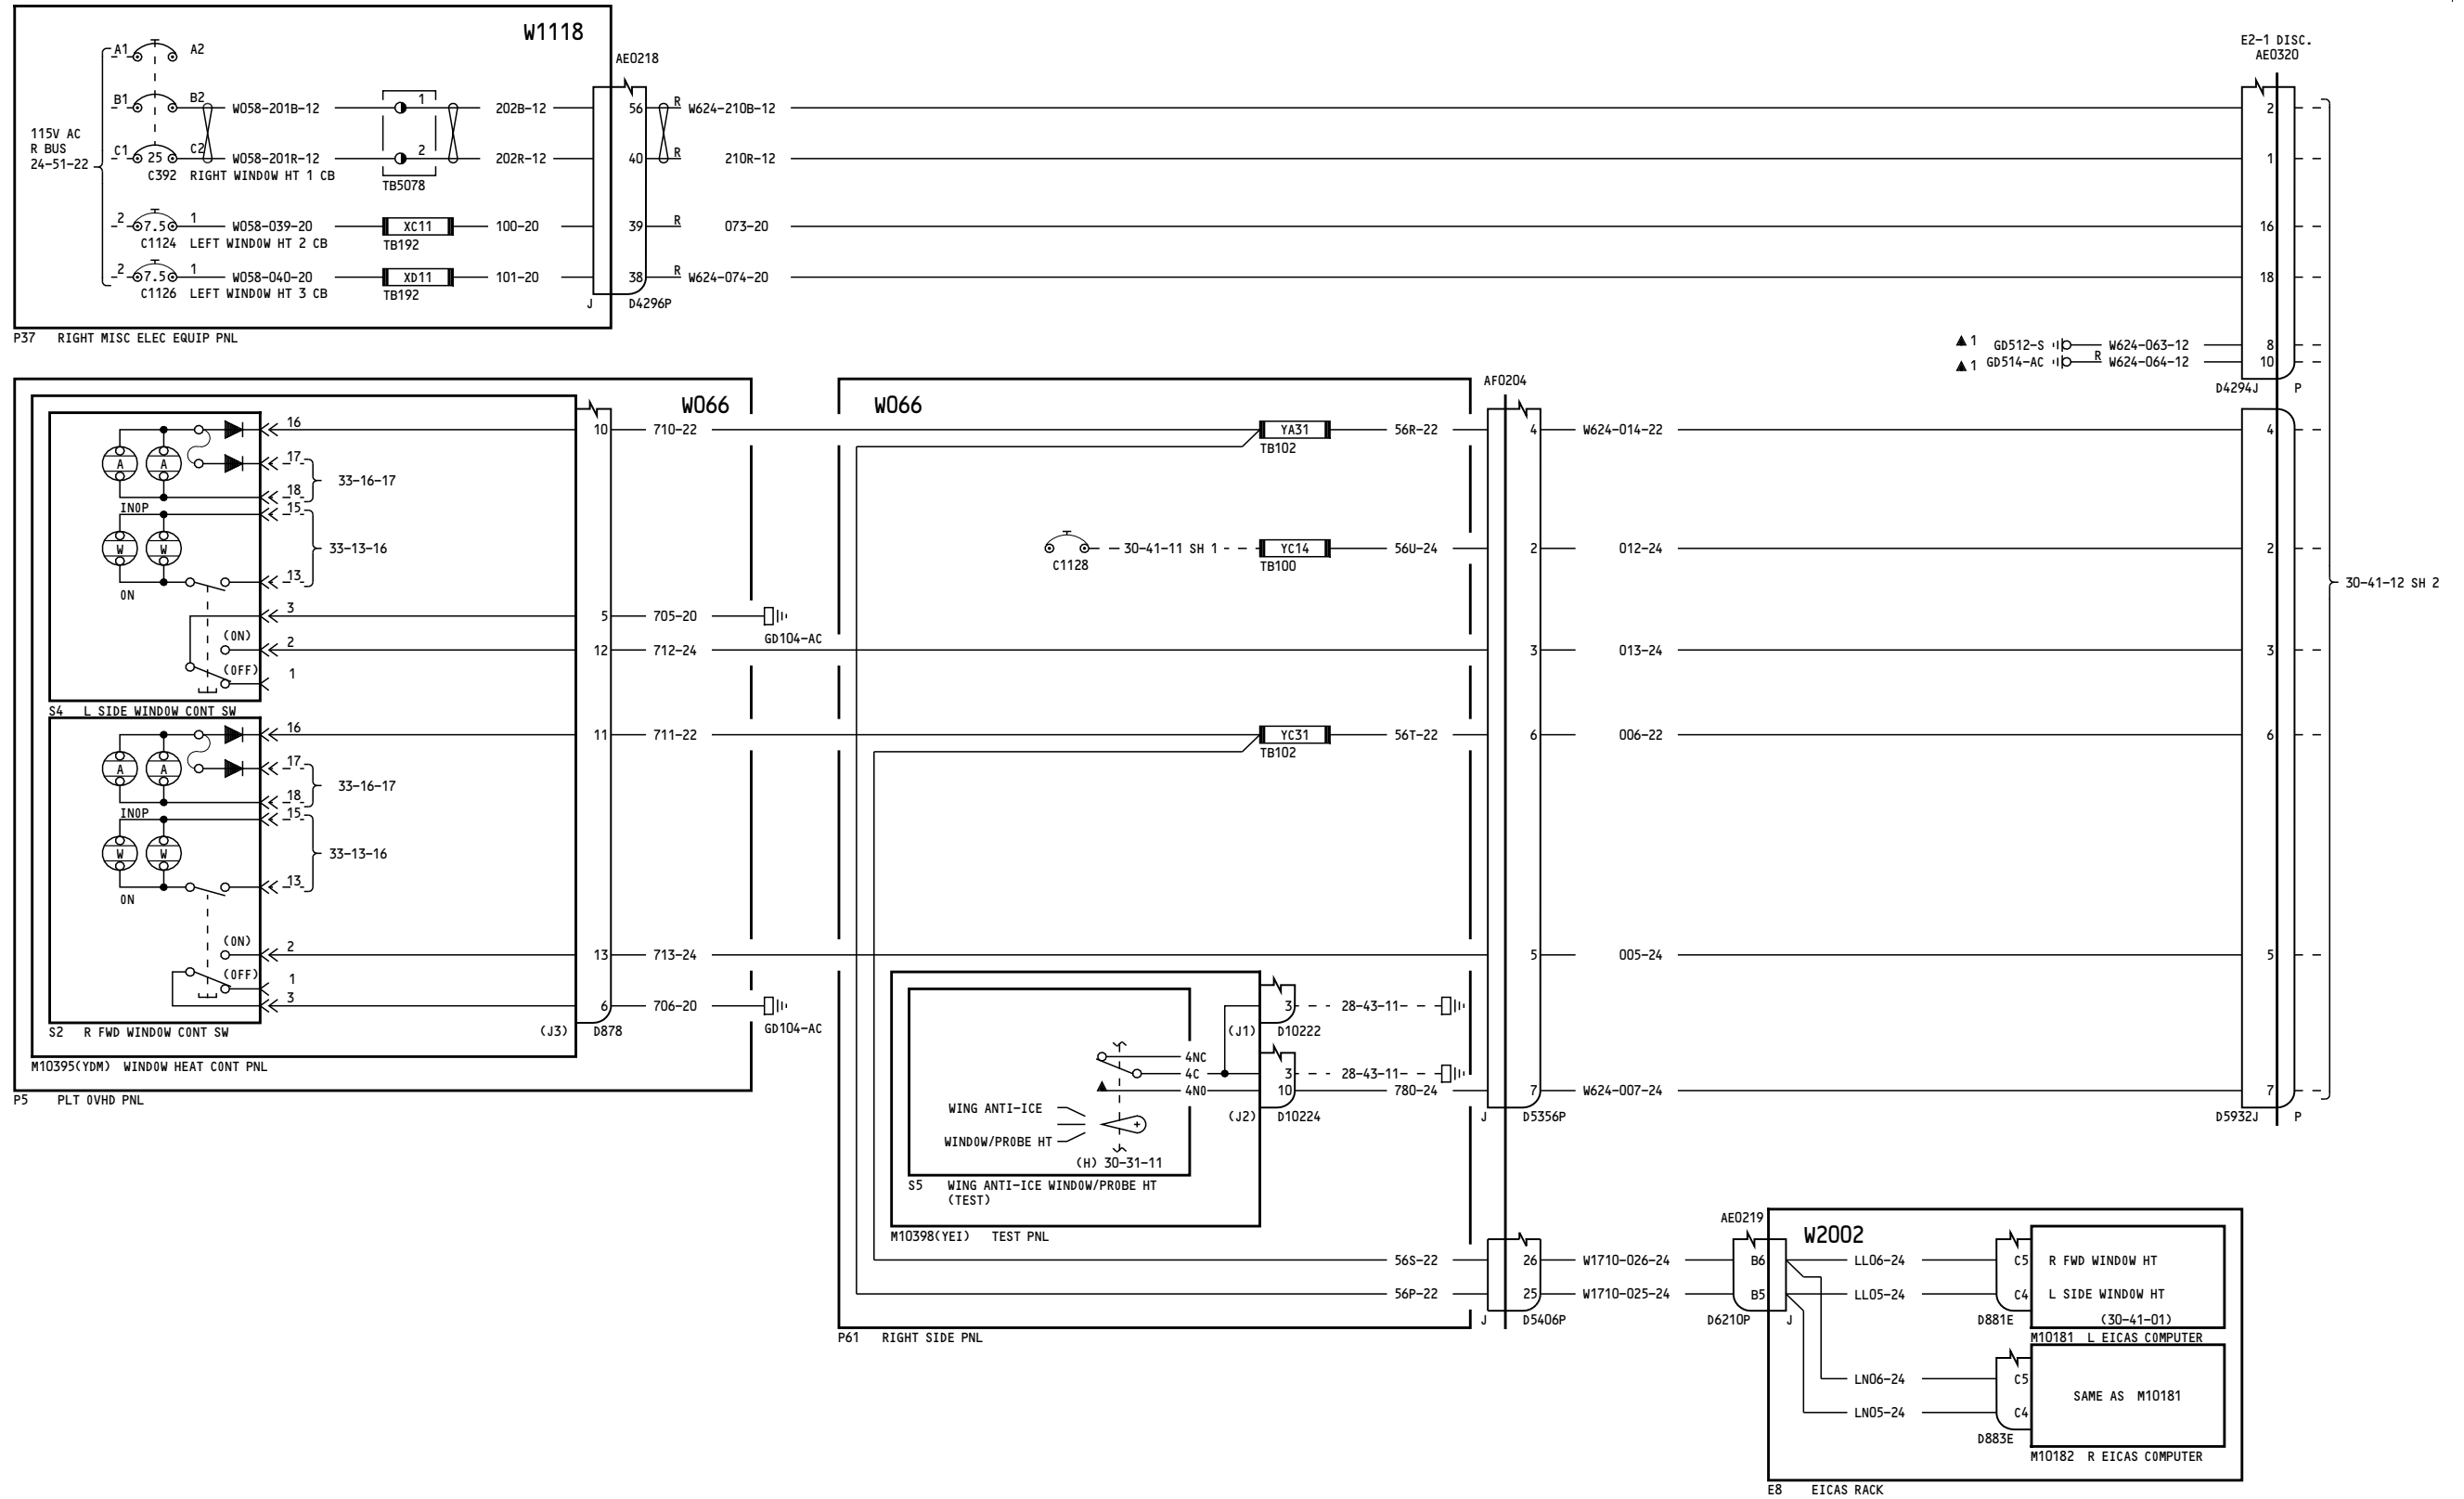 W1118
AE0218
E2-1 DISC.
AE0320
A1 A2
B1 B2 W058-201B-12 1 202B-12 56 R W624-210B-12 2
115V AC
R BUS
24-51-22
C1 25 C2 W058-201R-12 2 202R-12 40 R 210R-12 1
C392 RIGHT WINDOW HT 1 CB TB5078
2 7.5 1 W058-039-20 XC11 100-20 39 R 073-20 16
C1124 LEFT WINDOW HT 2 CB TB192
2 7.5 1 W058-040-20 XD11 101-20 38 R W624-074-20 18
C1126 LEFT WINDOW HT 3 CB TB192
J D4296P
P37 RIGHT MISC ELEC EQUIP PNL
1 GD512-S W624-063-12 8
1 GD514-AC R W624-064-12 10
D4294J P
W066 W066 AF0204
16 10 710-22 YA31 56R-22 4 W624-014-22 4
TB102
A A 17
33-16-17
18
INOP 15
W W 33-13-16 C1128 30-41-11 SH 1 YC14 56U-24 2 012-24 2
TB100
13
ON
30-41-12 SH 2
3 5 705-20 GD104-AC
(ON) 2 12 712-24 3 013-24 3
(OFF) 1
S4 L SIDE WINDOW CONT SW
16 11 711-22 YC31 56T-22 6 006-22 6
TB102
A A 17
33-16-17
18
INOP 15
W W 33-13-16
13
ON
(ON) 2 13 713-24 5 005-24 5
(OFF) 1
3 6 706-20 GD104-AC
S2 R FWD WINDOW CONT SW (J3) D878
M10395(YDM) WINDOW HEAT CONT PNL
P5 PLT OVHD PNL
3 28-43-11
(J1) D10222
4NC
4C 3 28-43-11
4NO 10 780-24 7 W624-007-24 7
(J2) D10224 J D5356P D5932J P
WING ANTI-ICE
WINDOW/PROBE HT
(H) 30-31-11
S5 WING ANTI-ICE WINDOW/PROBE HT
(TEST)
M10398(YEI) TEST PNL
AE0219 W2002
56S-22 26 W1710-026-24 B6 LL06-24 C5 R FWD WINDOW HT
56P-22 25 W1710-025-24 B5 LL05-24 C4 L SIDE WINDOW HT
J D5406P D6210P J D881E (30-41-01)
P61 RIGHT SIDE PNL
M10181 L EICAS COMPUTER
LN06-24 C5
SAME AS M10181
LN05-24 C4
D883E
M10182 R EICAS COMPUTER
E8 EICAS RACK